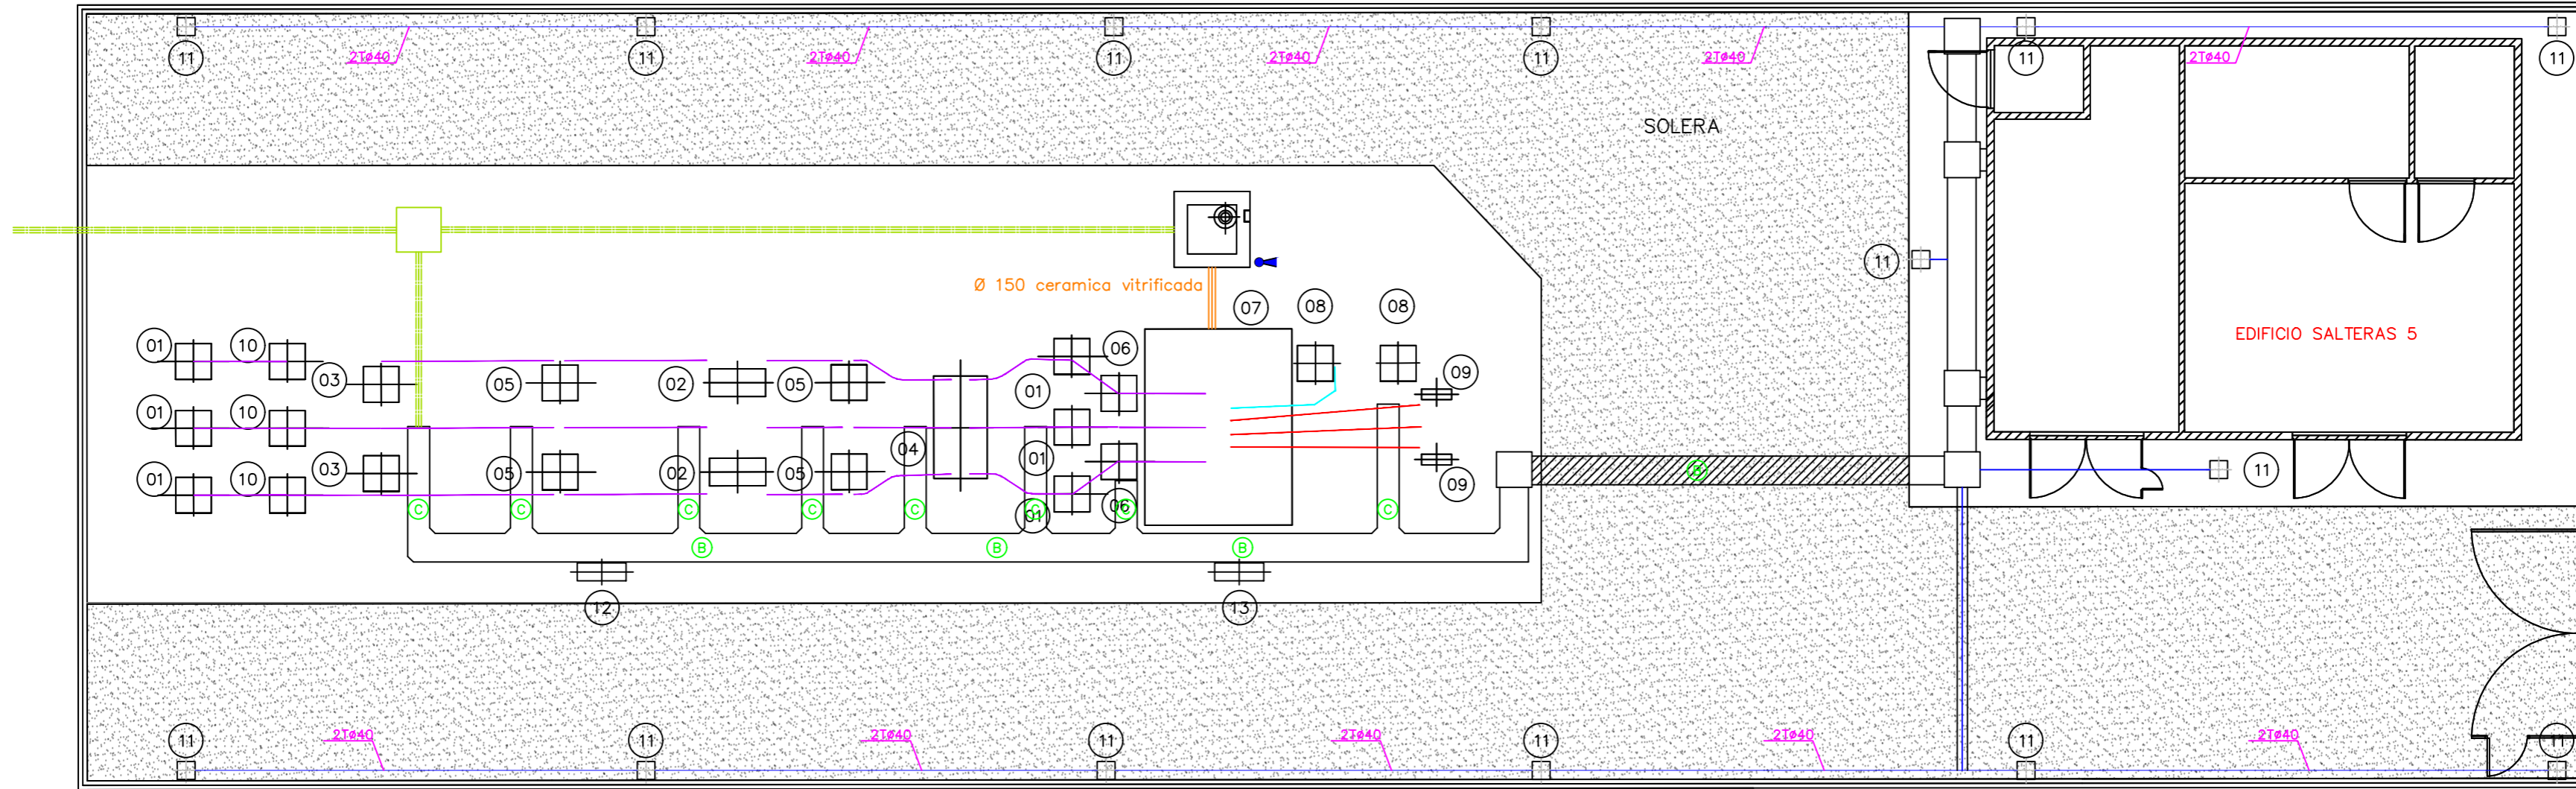 11 11 11 11 11 11
2Tø40 2Tø40 2Tø40 2Tø40 2Tø40
SOLERA
11
Ø 150 ceramica vitrificada
07 08 08
EDIFICIO SALTERAS 5
01 10 06
03 05 02 05 01 09
01 10
04 01
03 05 02 05 11
01 10 09
C C C C C C C C
01 06
B
B B B
12 13
2Tø40 2Tø40 2Tø40 2Tø40 2Tø40
11 11 11 11 11 11